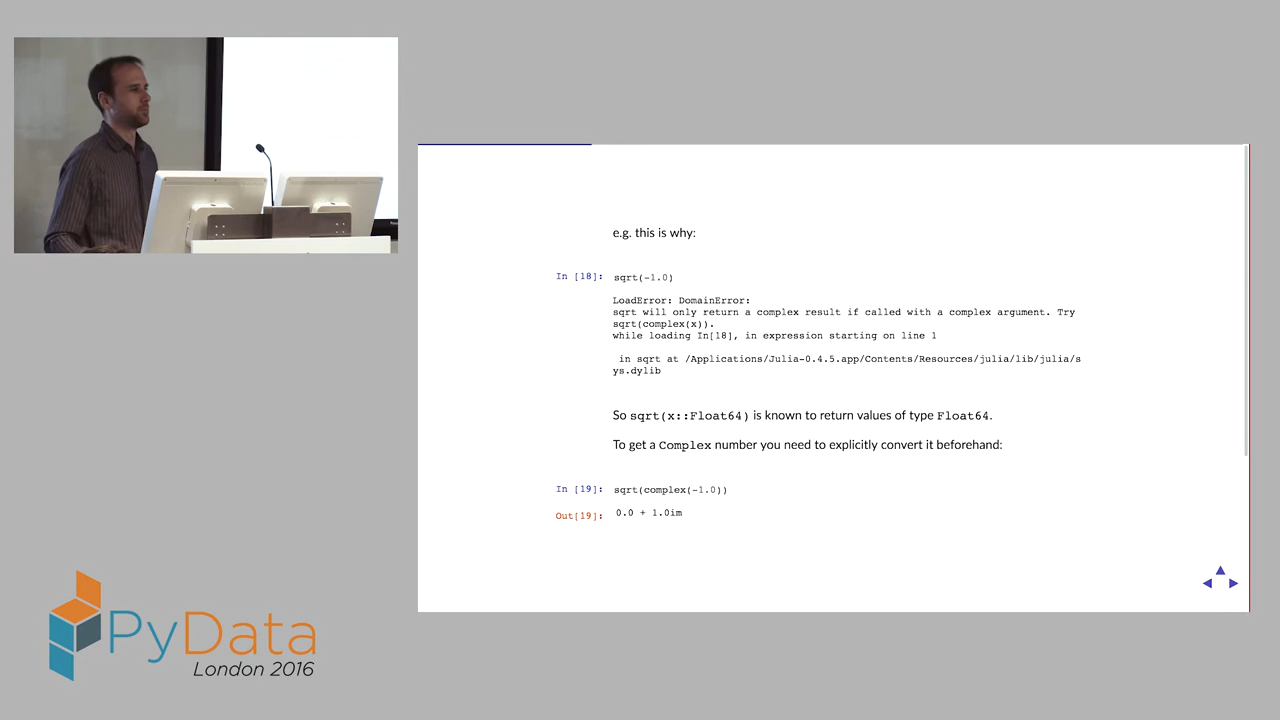 e.g. this is why:
In [18]: sqrt(-1.0)
LoadError: DomainError:
sqrt will only return a complex result if called with a complex argument. Try
sqrt(complex(x)).
while loading In[18], in expression starting on line 1
in sqrt at /Applications/Julia-0.4.5.app/Contents/Resources/julia/lib/julia/s
ys.dylib
So sqrt(x::Float64) is known to return values of type Float64.
To get a Complex number you need to explicitly convert it beforehand:
In [19]: sqrt(complex(-1.0))
Out[19]: 0.0 + 1.0im
PyData
London 2016